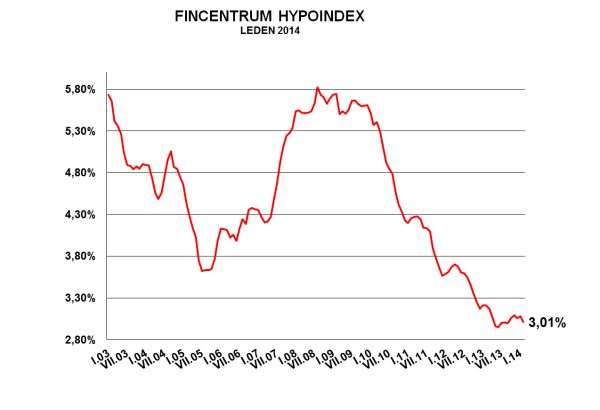 FINCENTRUM HYPOINDEX
LEDEN 2014
5,80%
5,30%
4,80%
4,30%
3,80%
3,30%
2,80%
3,01%
I.03
VII.03
I.04
VII.04
I.05
VII.05
I.06
VII.06
I.07
VII.07
I.08
VII.08
I.09
VII.09
I.10
VII.10
I.11
VII.11
I.12
VII.12
I.13
VII.13
I.14